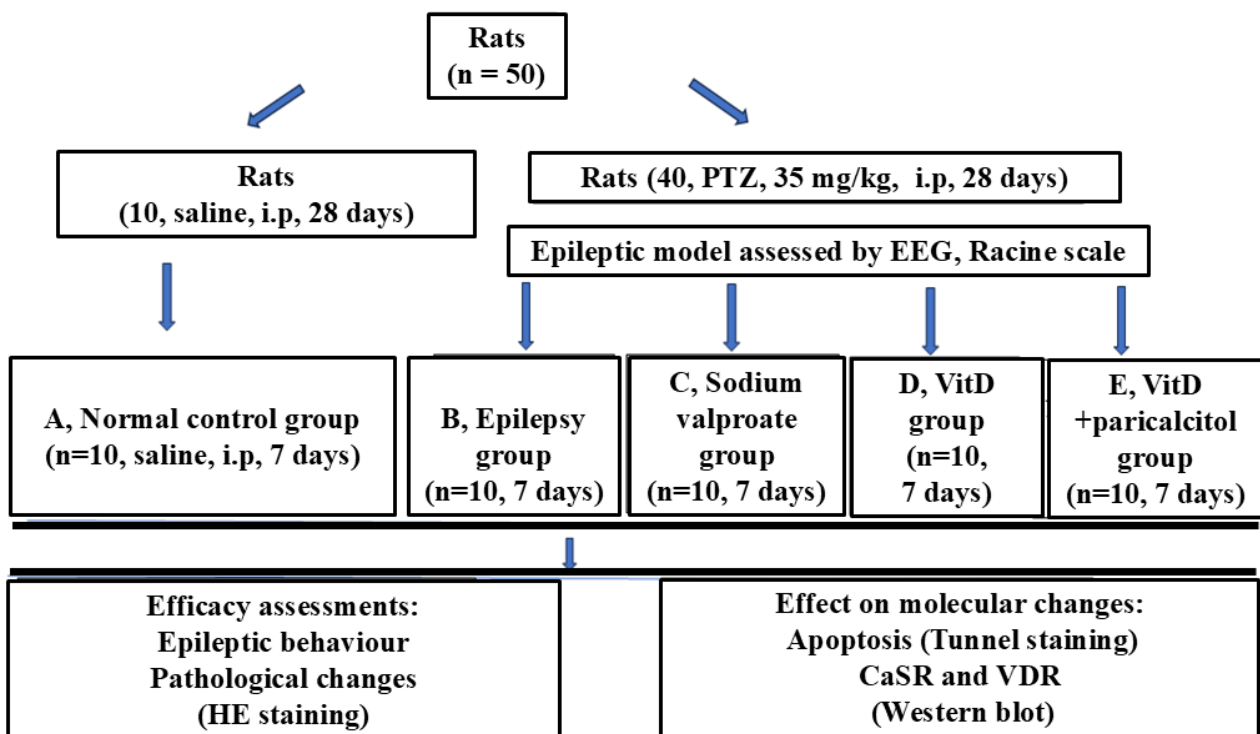 Rats
(n = 50)
Rats
(10, saline, i.p, 28 days)
Rats (40, PTZ, 35 mg/kg, i.p, 28 days)
Epileptic model assessed by EEG, Racine scale
A, Normal control group
(n=10, saline, i.p, 7 days)
B, Epilepsy
group
(n=10, 7 days)
C, Sodium
valproate
group
(n=10, 7 days)
D, VitD
group
(n=10,
7 days)
E, VitD
+paricalcitol
group
(n=10, 7 days)
Efficacy assessments:
Epileptic behaviour
Pathological changes
(HE staining)
Effect on molecular changes:
Apoptosis (Tunnel staining)
CaSR and VDR
(Western blot)